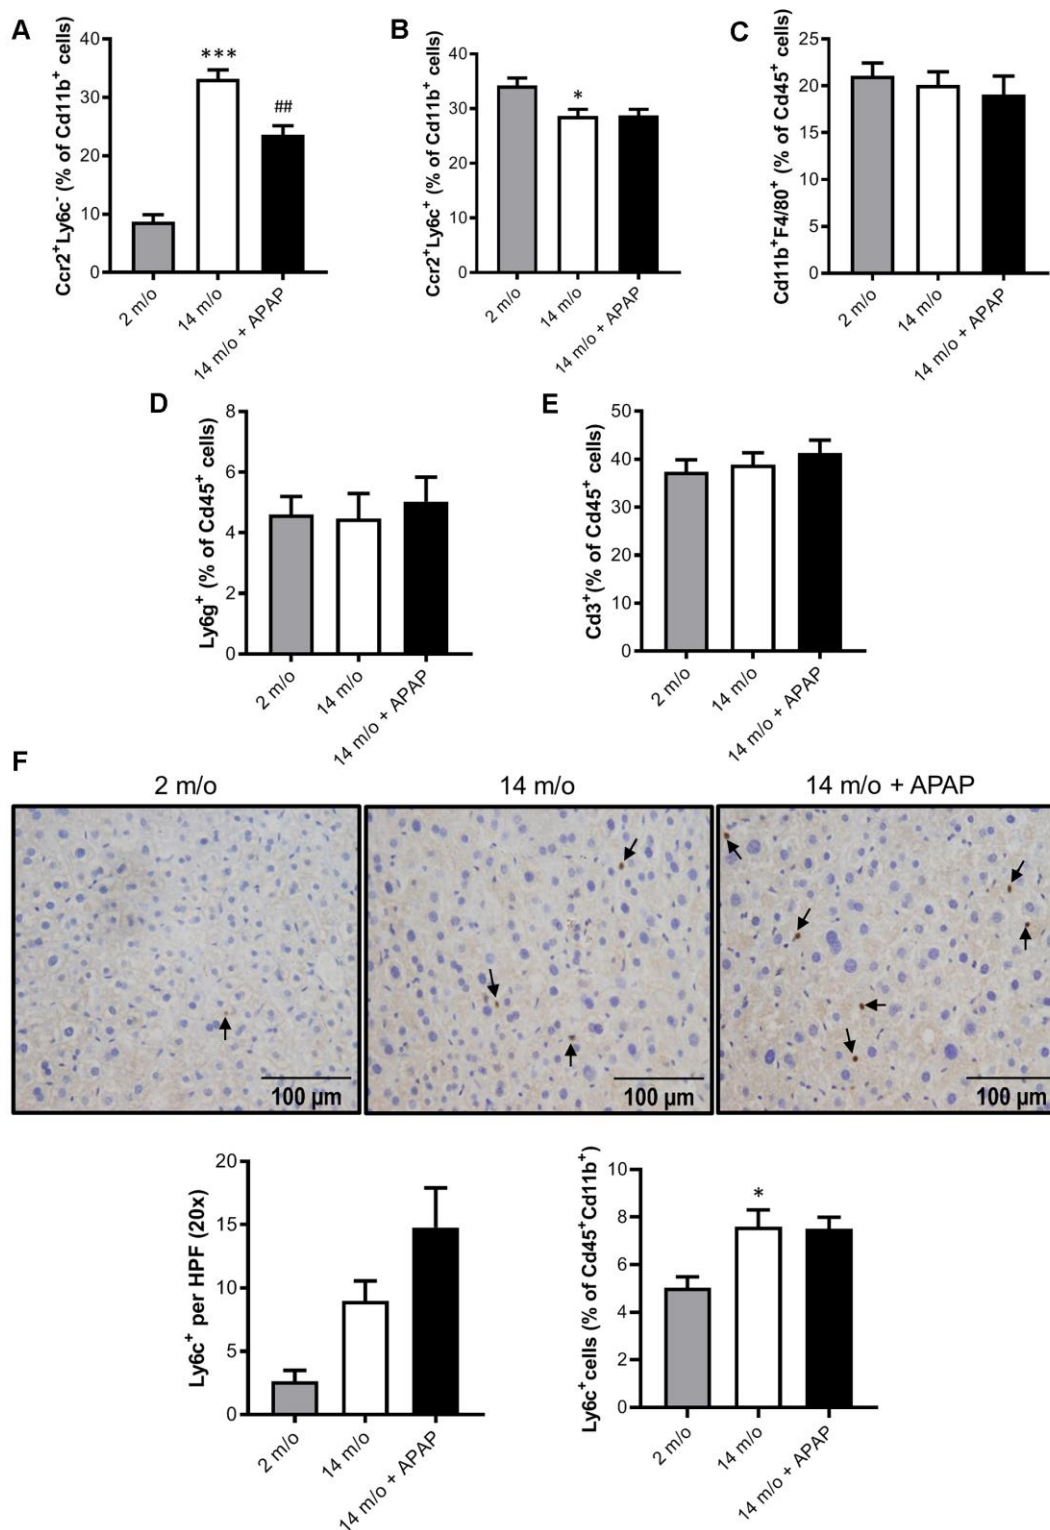 A
Ccr2⁺Ly6c⁻ (% of Cd11b⁺ cells)
40
30
20
10
0
***
##
2 m/o
14 m/o
14 m/o + APAP
B
Ccr2⁺Ly6c⁺ (% of Cd11b⁺ cells)
40
30
20
10
0
*
2 m/o
14 m/o
14 m/o + APAP
C
Cd11b⁺F4/80⁺ (% of Cd45⁺ cells)
25
20
15
10
5
0
2 m/o
14 m/o
14 m/o + APAP
D
Ly6g⁺ (% of Cd45⁺ cells)
8
6
4
2
0
2 m/o
14 m/o
14 m/o + APAP
E
Cd3⁺(% of Cd45⁺ cells)
50
40
30
20
10
0
2 m/o
14 m/o
14 m/o + APAP
F
2 m/o
14 m/o
14 m/o + APAP
100 µm
100 µm
100 µm
Ly6c⁺ per HPF (20x)
20
15
10
5
0
2 m/o
14 m/o
14 m/o + APAP
Ly6c⁺ cells (% of Cd45⁺Cd11b⁺)
10
8
6
4
2
0
*
2 m/o
14 m/o
14 m/o + APAP